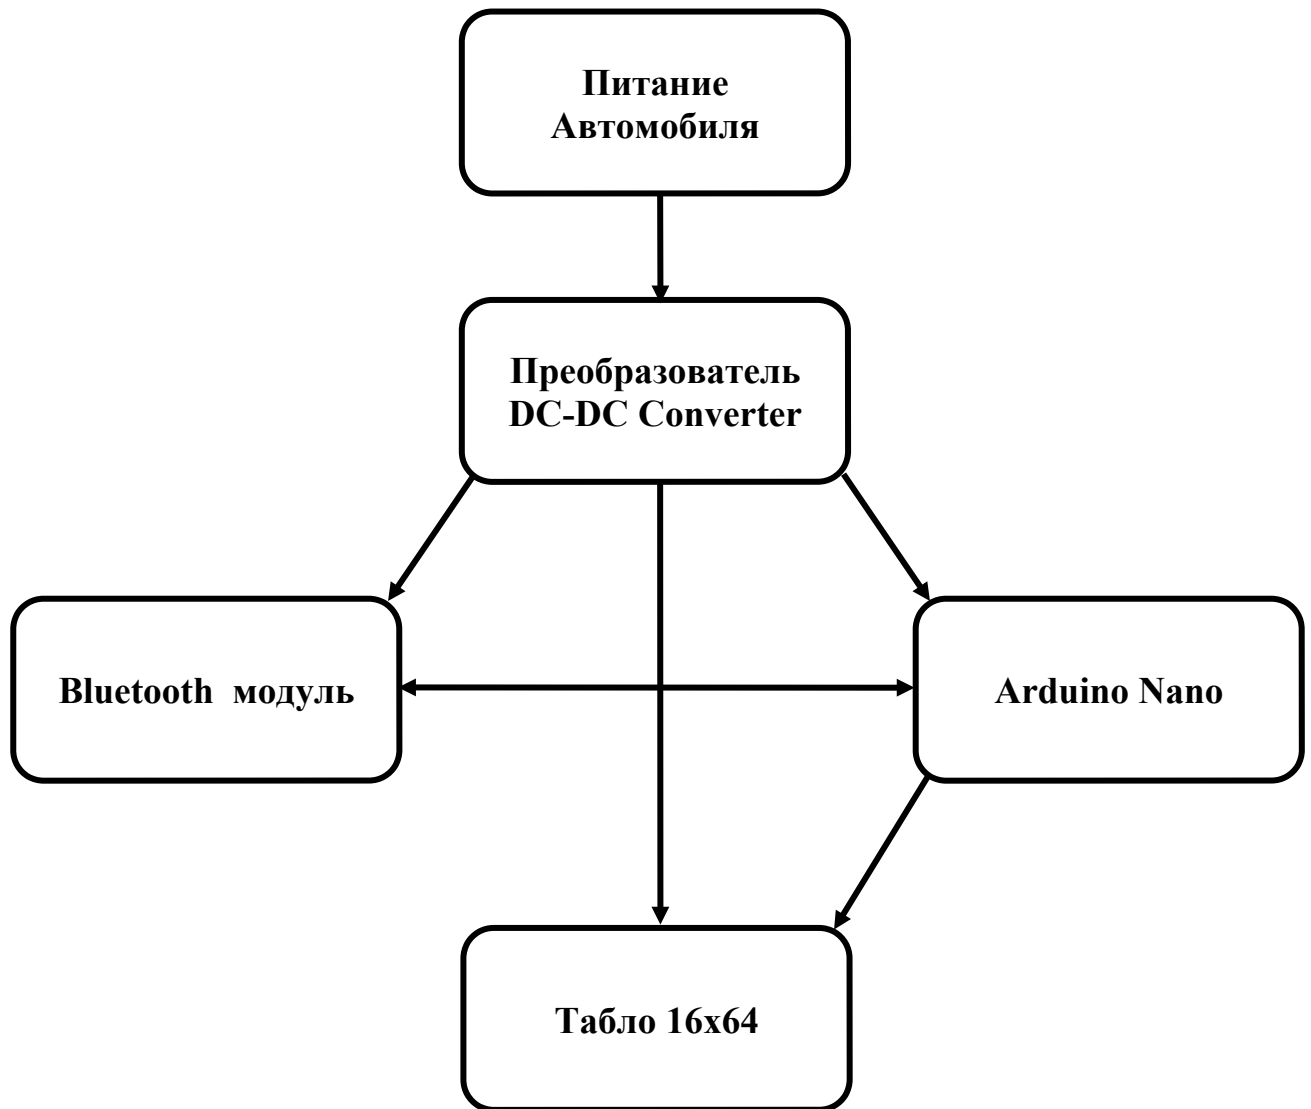 Питание
Автомобиля
Преобразователь
DC-DC Converter
Bluetooth  модуль
Arduino Nano
Табло 16x64